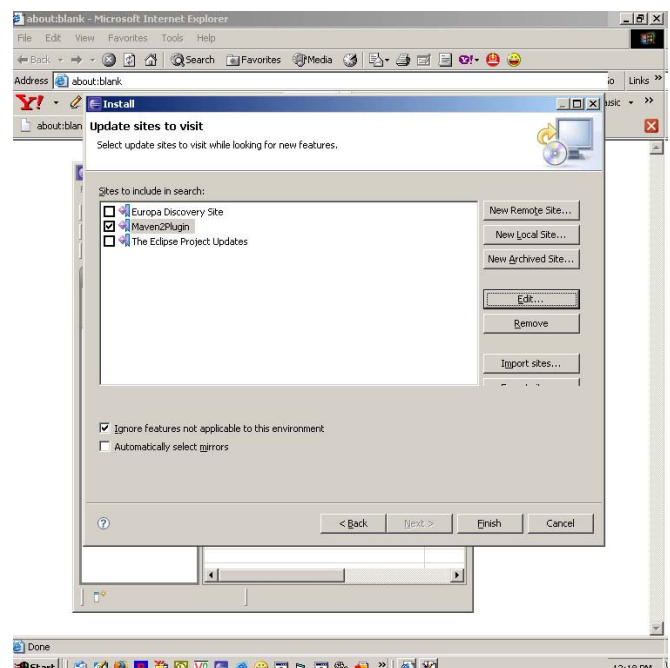 about:blank - Microsoft Internet Explorer
File Edit View Favorites Tools Help
Back Search Favorites Media
Address about:blank Links »
Y! »
about:blan
Install
Update sites to visit
Select update sites to visit while looking for new features.
Sites to include in search:
Europa Discovery Site
Maven2Plugin
The Eclipse Project Updates
New Remote Site...
New Local Site...
New Archived Site...
Edit...
Remove
Import sites...
Ignore features not applicable to this environment
Automatically select mirrors
< Back Next > Finish Cancel
Done
Start